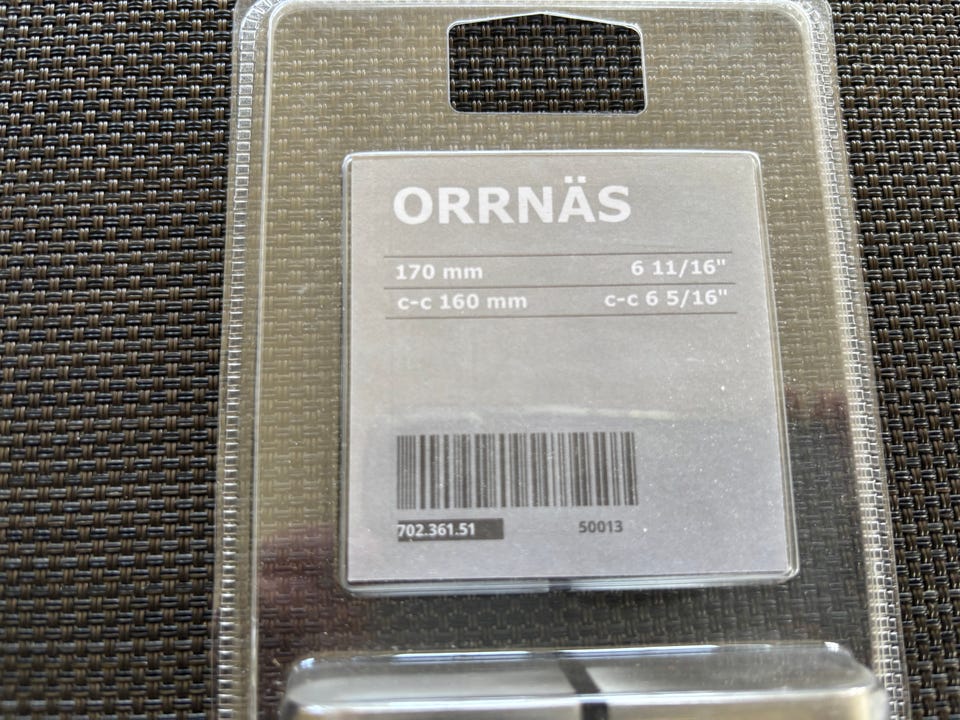 ORRNÄS
170 mm 6 11/16"
c-c 160 mm c-c 6 5/16"
702.361.51 50013